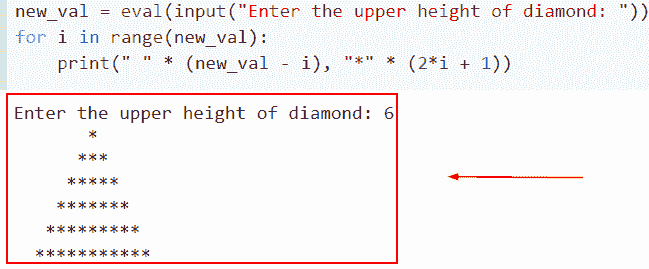 new_val = eval(input("Enter the upper height of diamond: "))
for i in range(new_val):
    print(" " * (new_val - i), "*" * (2*i + 1))
Enter the upper height of diamond: 6
       *
      ***
     *****
    *******
   *********
  ***********